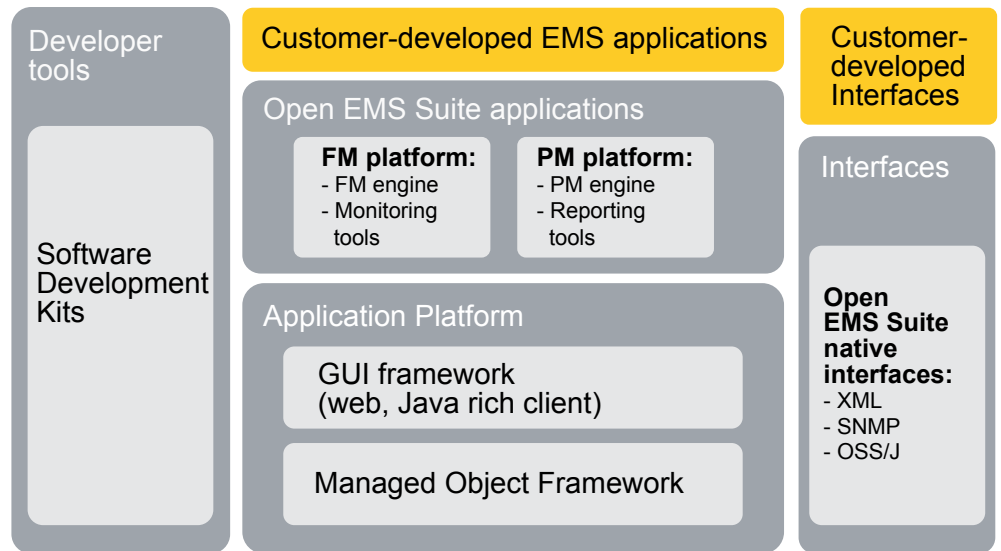 Developer
tools
Software
Development
Kits
Customer-developed EMS applications
Open EMS Suite applications
FM platform:
- FM engine
- Monitoring
tools
PM platform:
- PM engine
- Reporting
tools
Application Platform
GUI framework
(web, Java rich client)
Managed Object Framework
Customer-
developed
Interfaces
Interfaces
Open
EMS Suite
native
interfaces:
- XML
- SNMP
- OSS/J